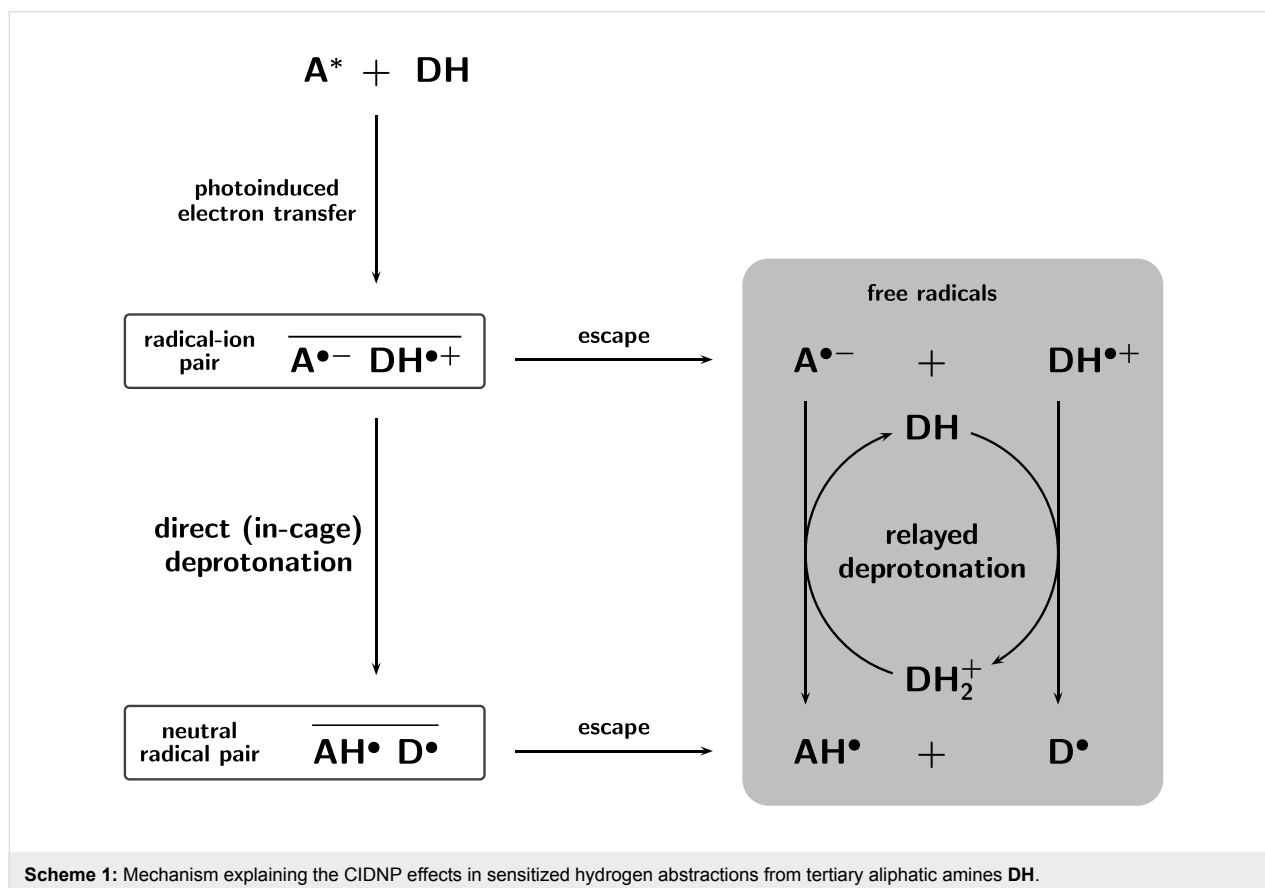 A* + DH
photoinduced
electron transfer
radical-ion
pair
A•− DH•+
escape
free radicals
A•− + DH•+
DH
relayed
deprotonation
DH2+
direct (in-cage)
deprotonation
neutral
radical pair
AH• D•
escape
AH• + D•
Scheme 1: Mechanism explaining the CIDNP effects in sensitized hydrogen abstractions from tertiary aliphatic amines DH.